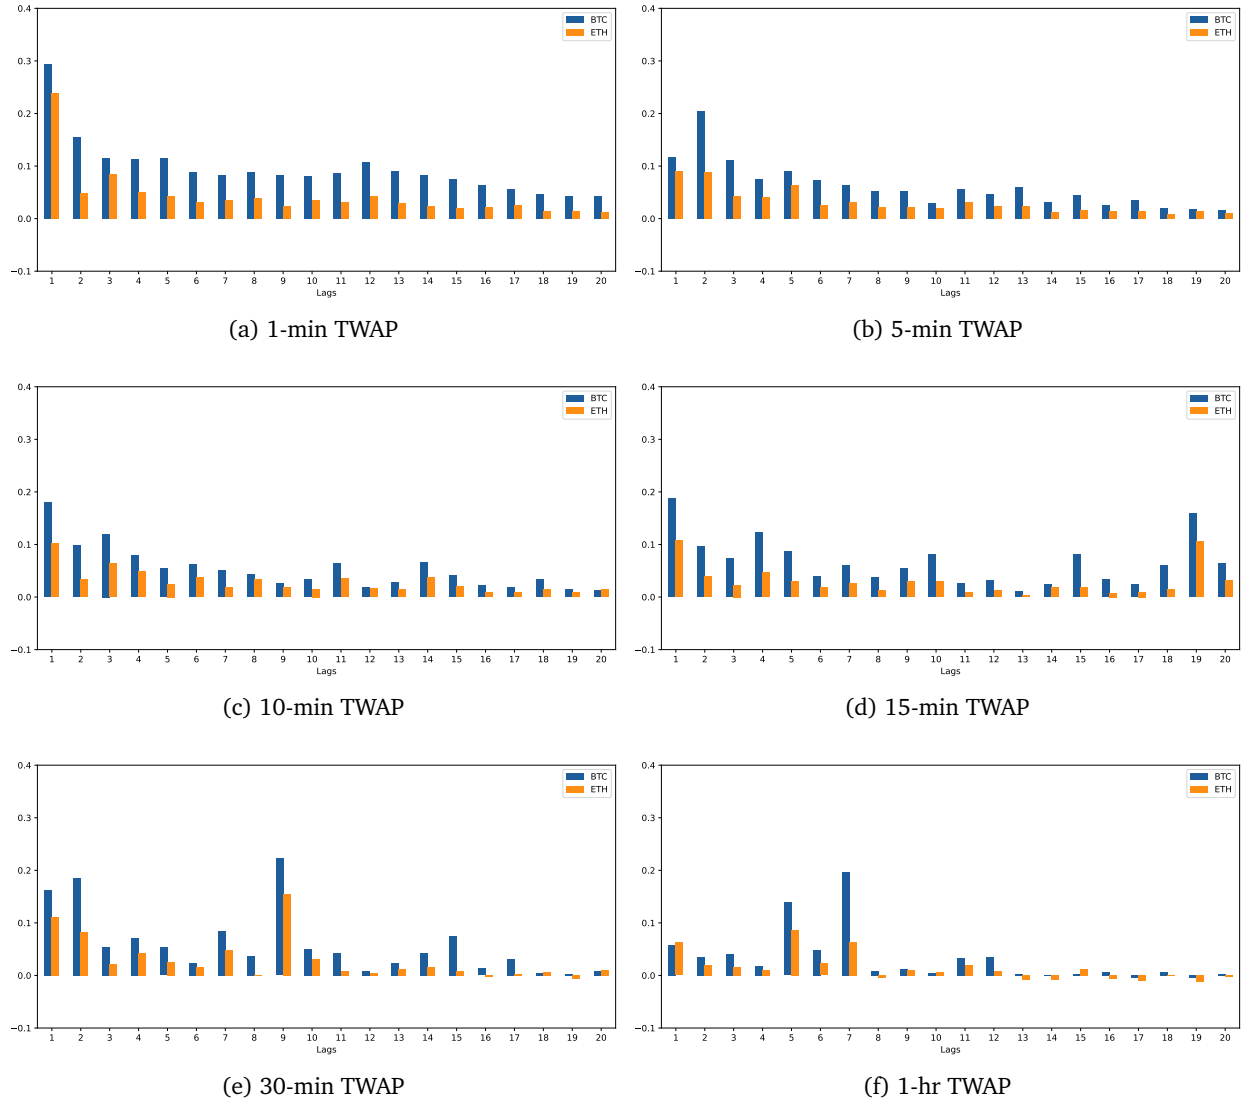 0.4
0.3
0.2
0.1
0.0
−0.1
BTC
ETH
1 2 3 4 5 6 7 8 9 10 11 12 13 14 15 16 17 18 19 20
Lags
(a) 1-min TWAP
0.4
0.3
0.2
0.1
0.0
−0.1
BTC
ETH
1 2 3 4 5 6 7 8 9 10 11 12 13 14 15 16 17 18 19 20
Lags
(b) 5-min TWAP
0.4
0.3
0.2
0.1
0.0
−0.1
BTC
ETH
1 2 3 4 5 6 7 8 9 10 11 12 13 14 15 16 17 18 19 20
Lags
(c) 10-min TWAP
0.4
0.3
0.2
0.1
0.0
−0.1
BTC
ETH
1 2 3 4 5 6 7 8 9 10 11 12 13 14 15 16 17 18 19 20
Lags
(d) 15-min TWAP
0.4
0.3
0.2
0.1
0.0
−0.1
BTC
ETH
1 2 3 4 5 6 7 8 9 10 11 12 13 14 15 16 17 18 19 20
Lags
(e) 30-min TWAP
0.4
0.3
0.2
0.1
0.0
−0.1
BTC
ETH
1 2 3 4 5 6 7 8 9 10 11 12 13 14 15 16 17 18 19 20
Lags
(f) 1-hr TWAP